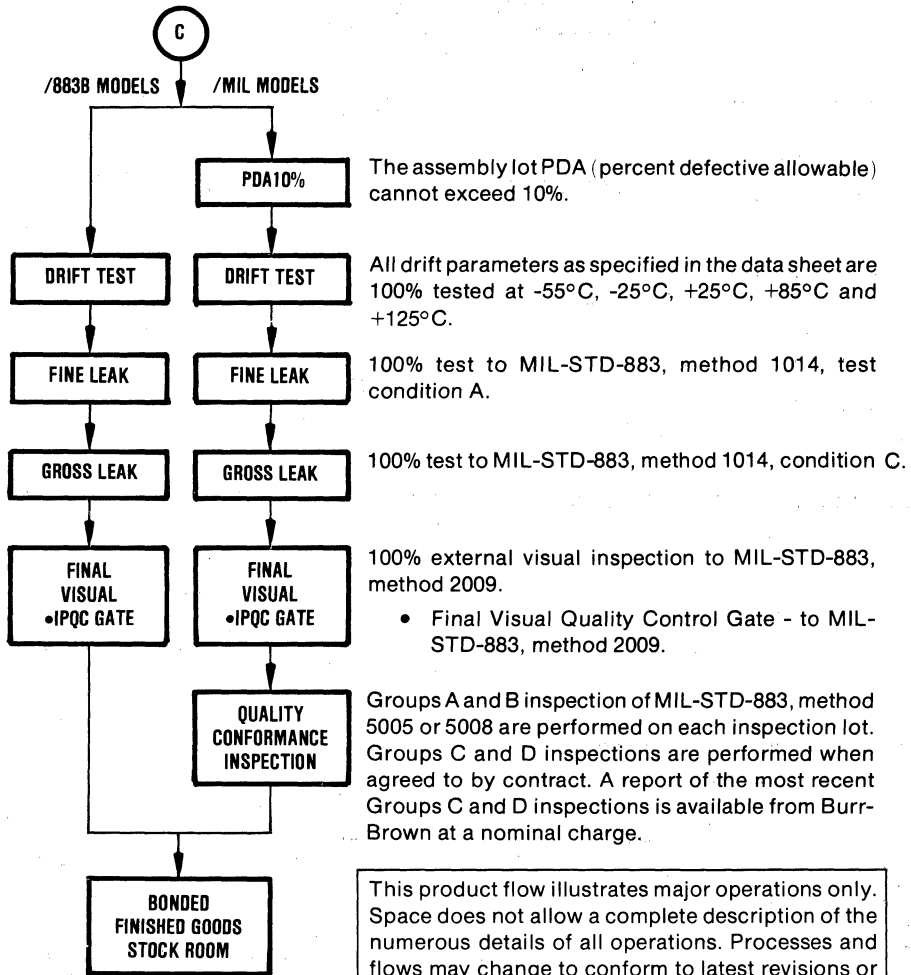 C
/883B MODELS
/MIL MODELS
PDA10%
The assembly lot PDA (percent defective allowable)
cannot exceed 10%.
DRIFT TEST
DRIFT TEST
All drift parameters as specified in the data sheet are
100% tested at -55°C, -25°C, +25°C, +85°C and
+125°C.
FINE LEAK
FINE LEAK
100% test to MIL-STD-883, method 1014, test
condition A.
GROSS LEAK
GROSS LEAK
100% test to MIL-STD-883, method 1014, condition C.
FINAL
VISUAL
•IPQC GATE
FINAL
VISUAL
•IPQC GATE
100% external visual inspection to MIL-STD-883,
method 2009.
• Final Visual Quality Control Gate - to MIL-
STD-883, method 2009.
QUALITY
CONFORMANCE
INSPECTION
Groups A and B inspection of MIL-STD-883, method
5005 or 5008 are performed on each inspection lot.
Groups C and D inspections are performed when
agreed to by contract. A report of the most recent
Groups C and D inspections is available from Burr-
Brown at a nominal charge.
BONDED
FINISHED GOODS
STOCK ROOM
This product flow illustrates major operations only.
Space does not allow a complete description of the
numerous details of all operations. Processes and
flows may change to conform to latest revisions or